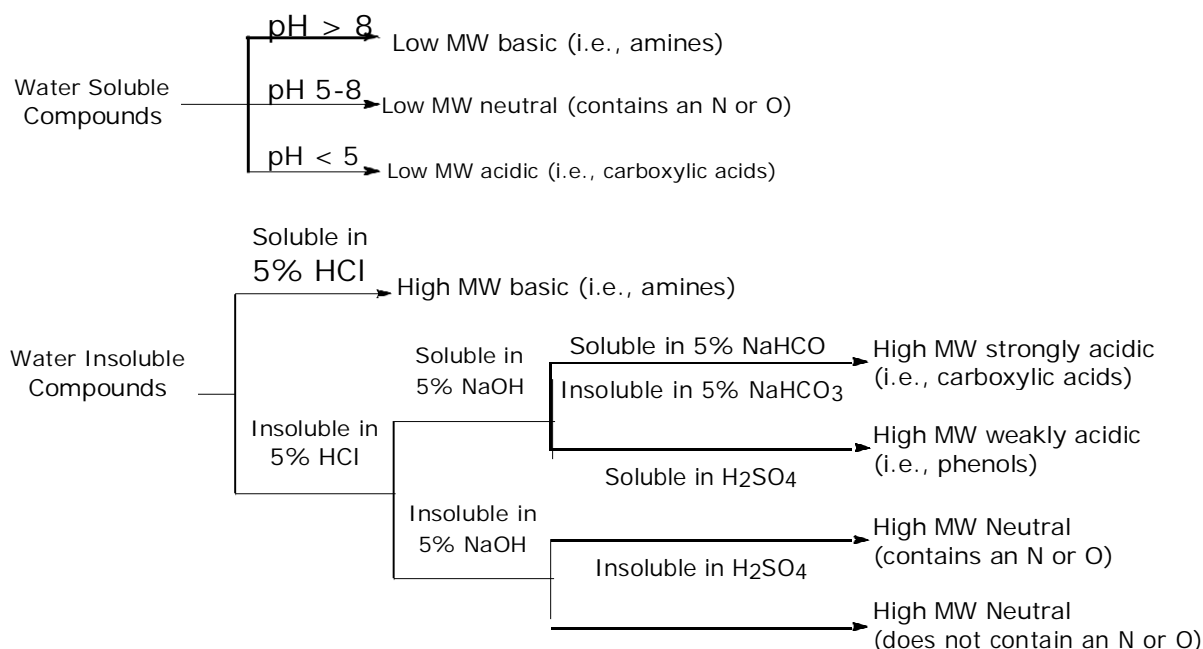 pH > 8
Low MW basic (i.e., amines)
Water Soluble
Compounds
pH 5-8
Low MW neutral (contains an N or O)
pH < 5
Low MW acidic (i.e., carboxylic acids)
Soluble in
5% HCl
High MW basic (i.e., amines)
Water Insoluble
Compounds
Soluble in
5% NaOH
Soluble in 5% NaHCO
High MW strongly acidic
(i.e., carboxylic acids)
Insoluble in 5% NaHCO3
Insoluble in
5% HCl
High MW weakly acidic
(i.e., phenols)
Soluble in H2SO4
Insoluble in
5% NaOH
High MW Neutral
(contains an N or O)
Insoluble in H2SO4
High MW Neutral
(does not contain an N or O)